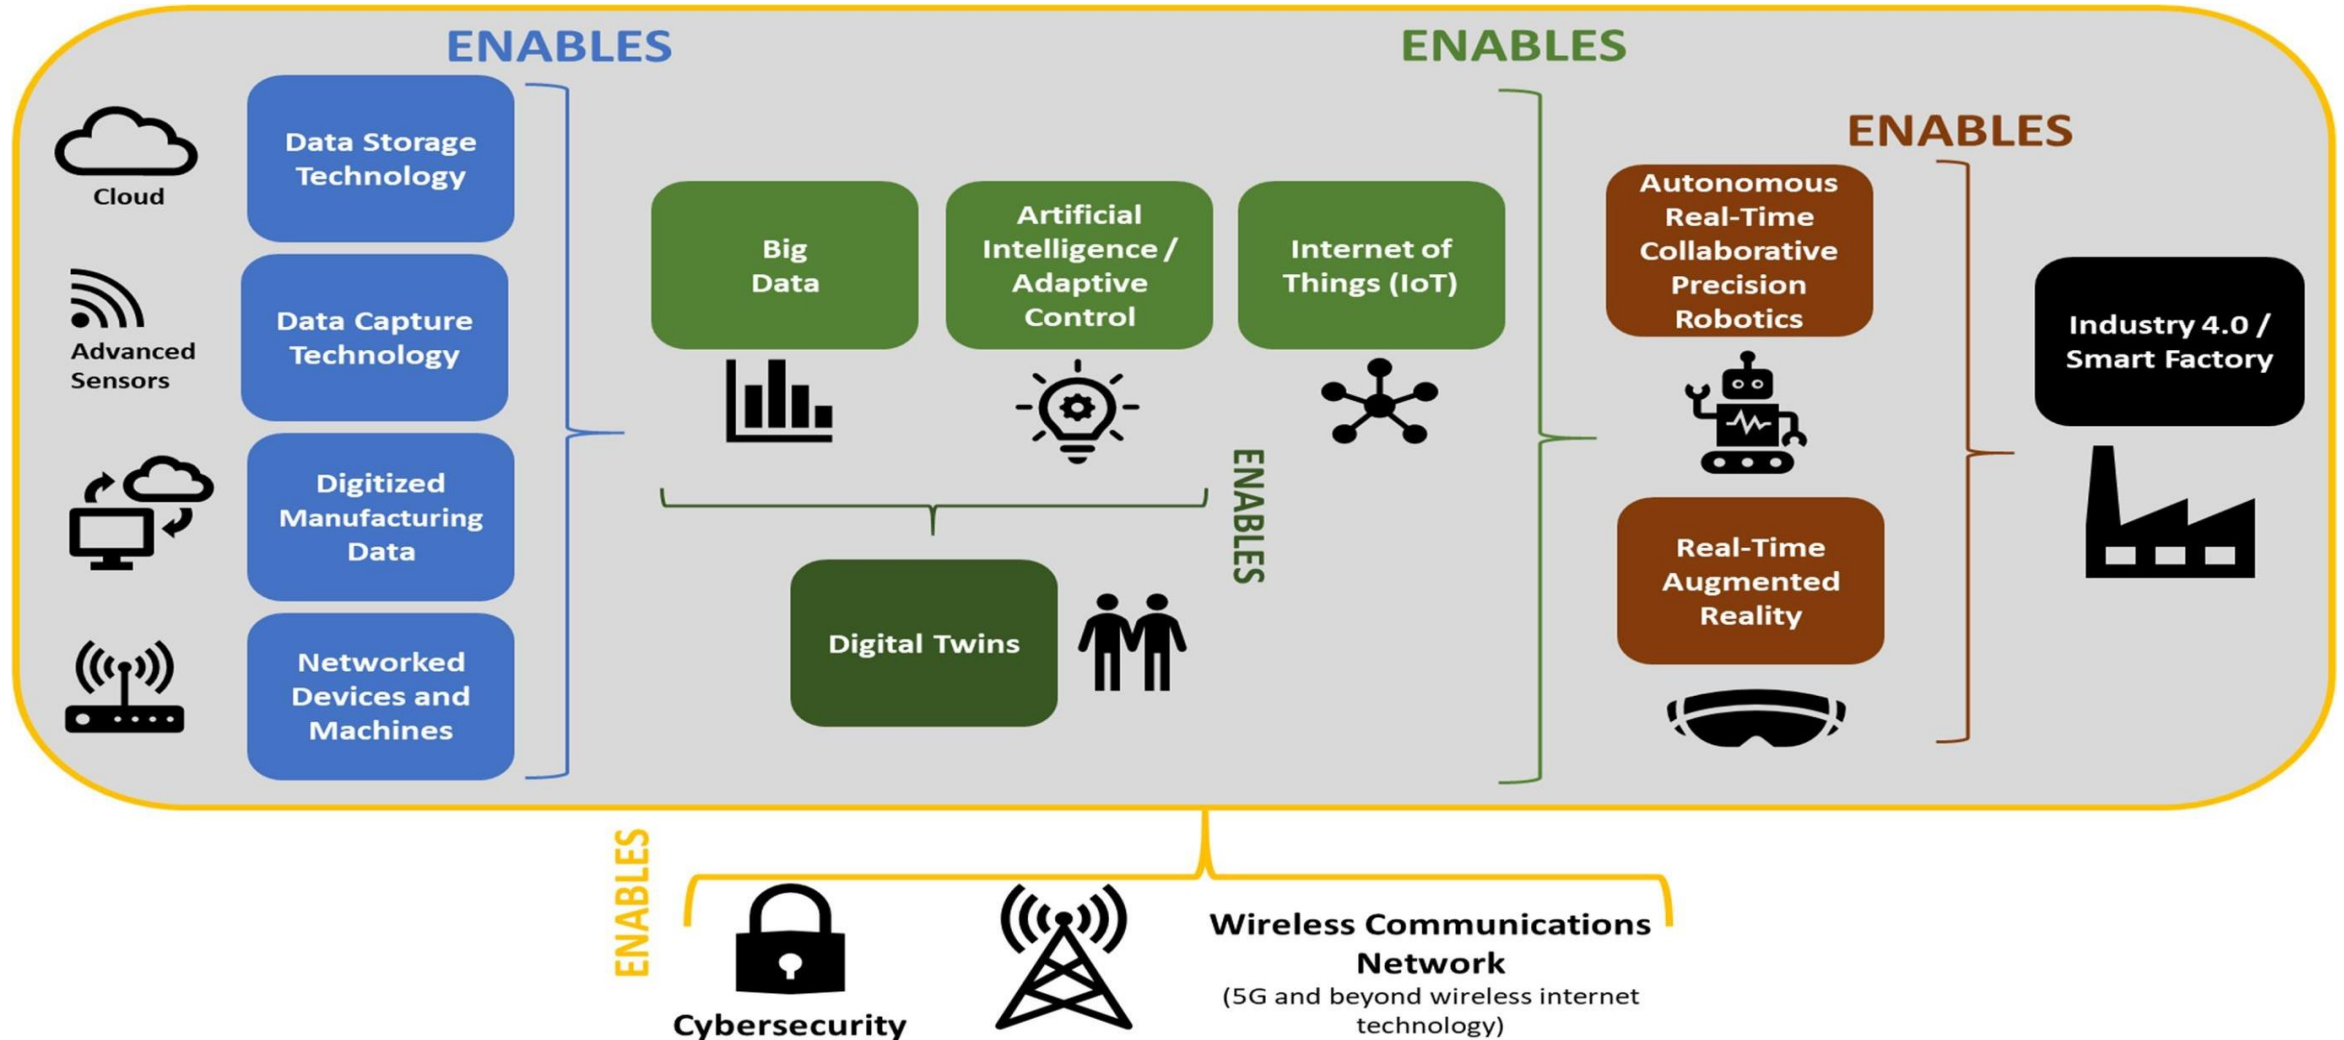 ENABLES
ENABLES
ENABLES
Cloud
Data Storage
Technology
Advanced
Sensors
Data Capture
Technology
Digitized
Manufacturing
Data
Networked
Devices and
Machines
Big
Data
Artificial
Intelligence /
Adaptive
Control
Internet of
Things (IoT)
ENABLES
Digital Twins
Autonomous
Real-Time
Collaborative
Precision
Robotics
Real-Time
Augmented
Reality
Industry 4.0 /
Smart Factory
ENABLES
Cybersecurity
Wireless Communications
Network
(5G and beyond wireless internet
technology)